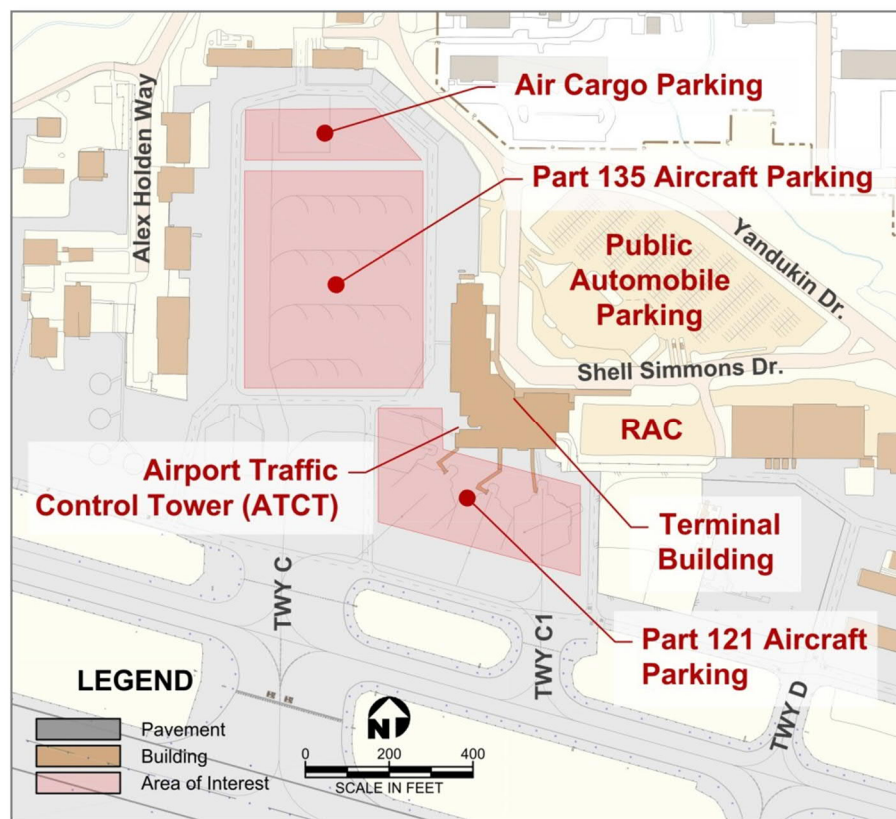 Air Cargo Parking
Alex Holden Way
Part 135 Aircraft Parking
Public
Automobile
Parking
Yandukin Dr.
Shell Simmons Dr.
RAC
Airport Traffic
Control Tower (ATCT)
Terminal
Building
TWY C
TWY C1
Part 121 Aircraft
Parking
TWY D
LEGEND
Pavement
Building
Area of Interest
N
0 200 400
SCALE IN FEET